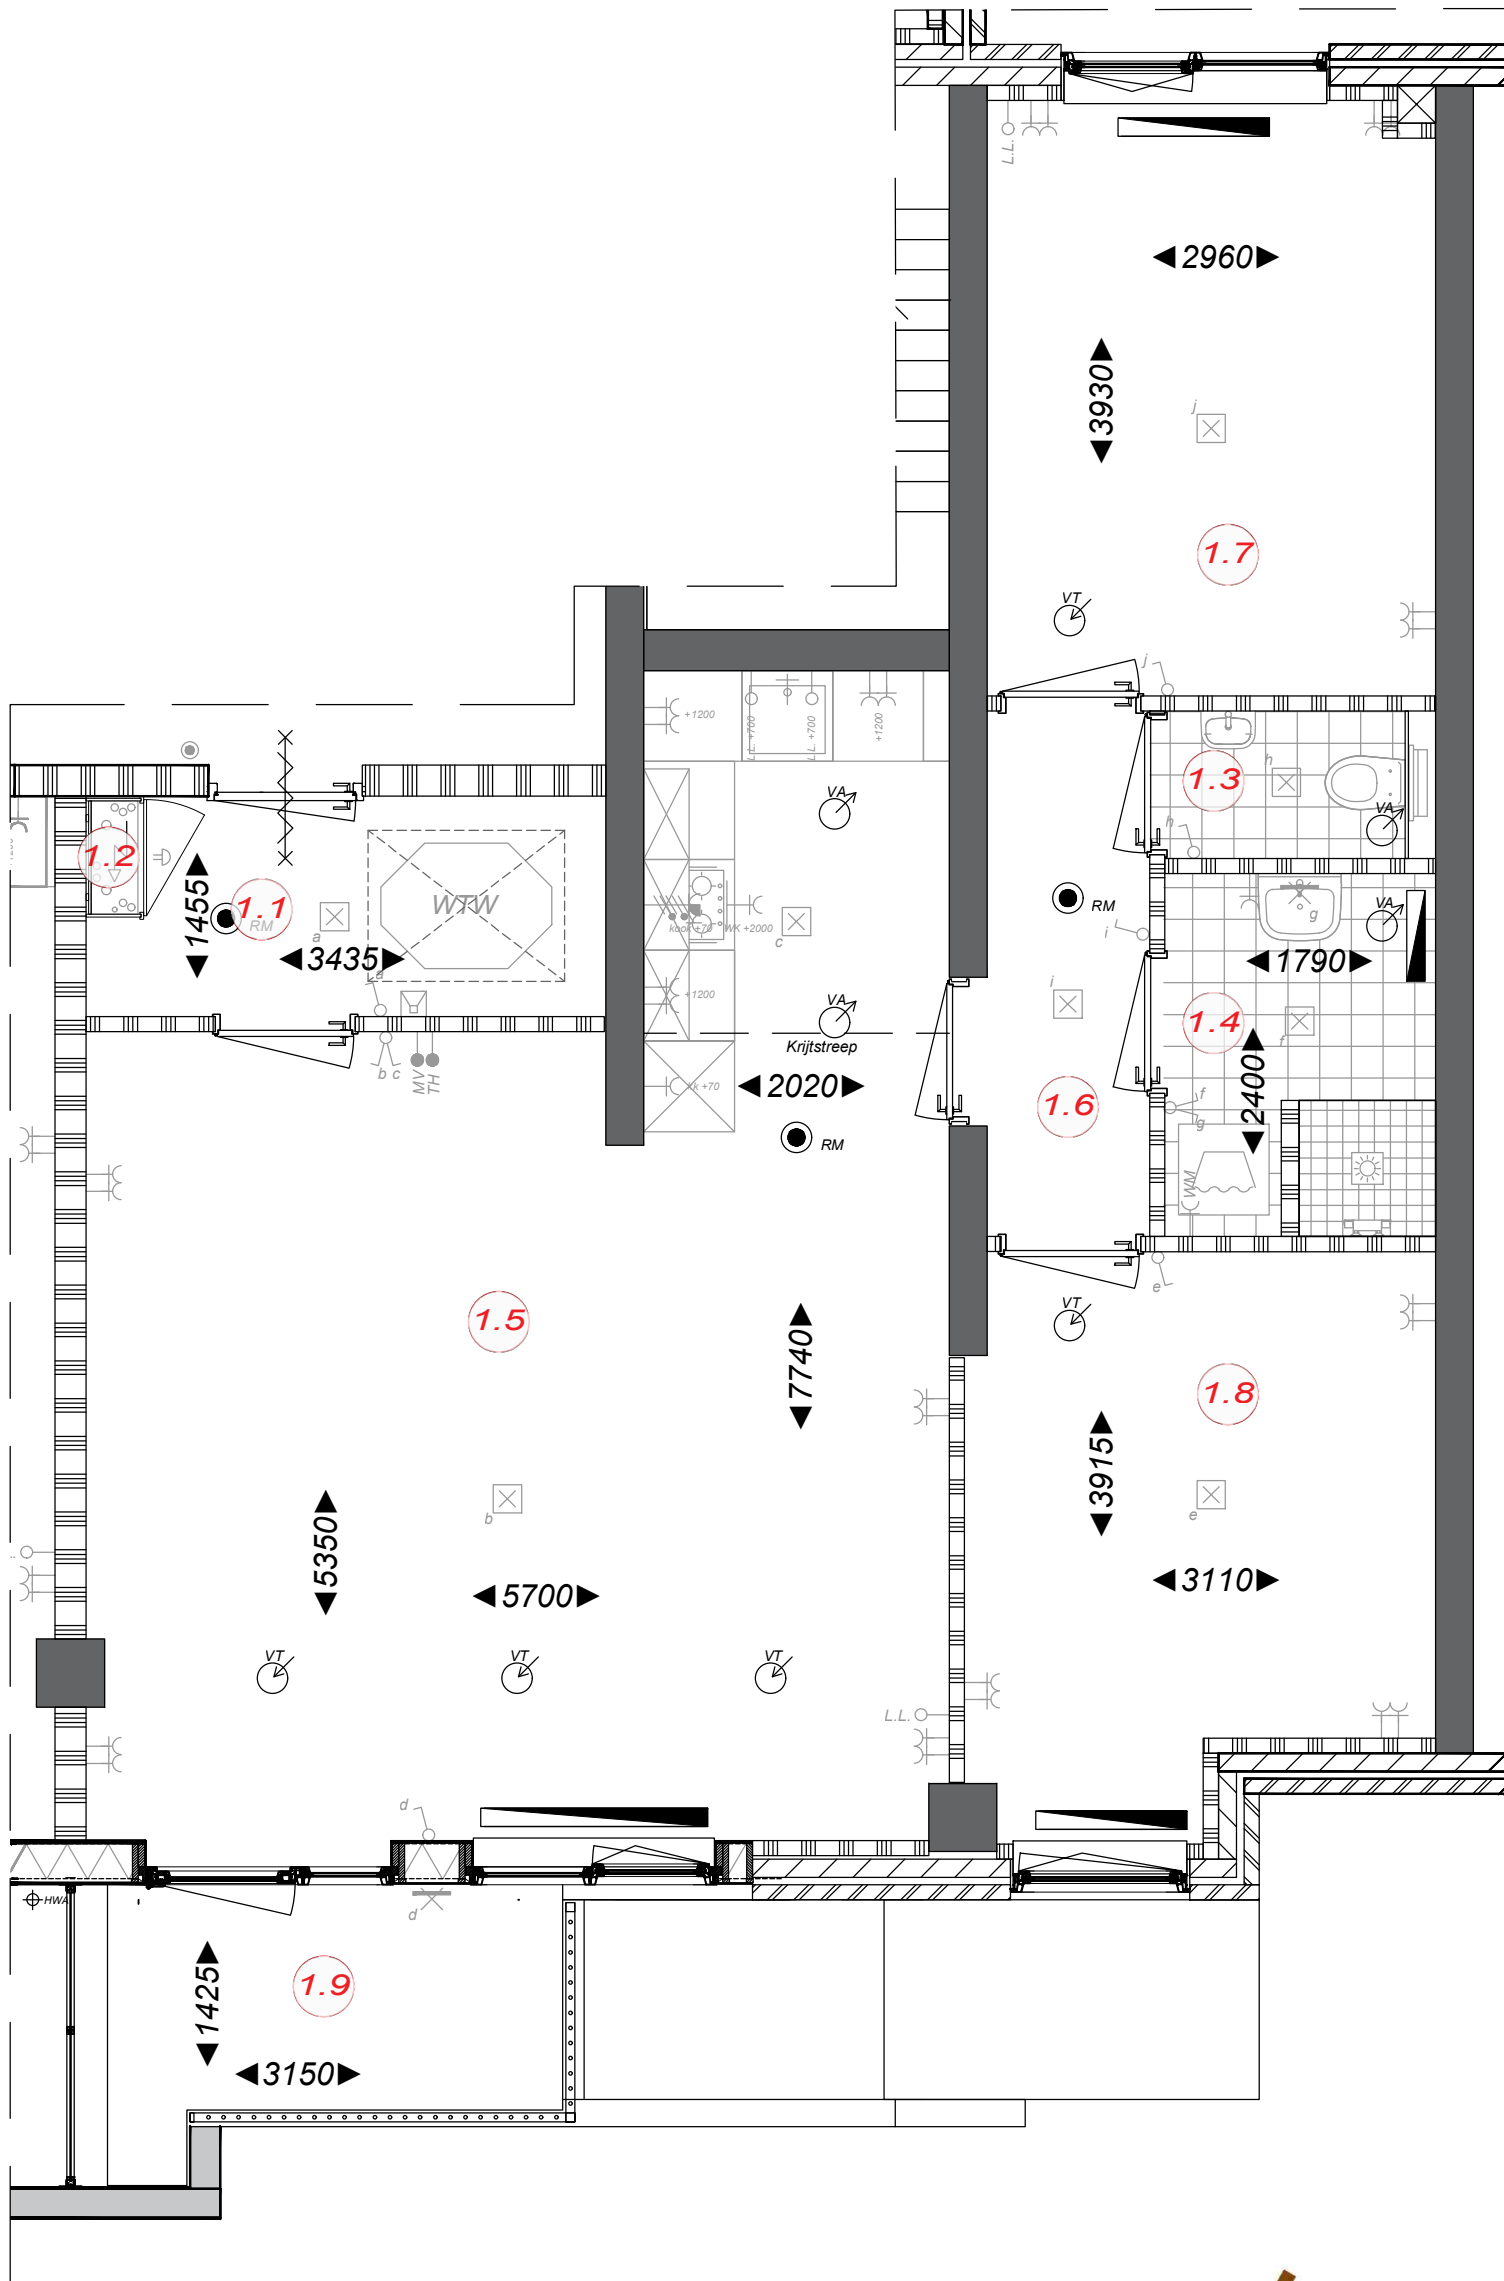 L.L.
2960
3930
j
1.7
VT
j
+1200
L. +700
L. +700
+1200
1.3
h
VA
h
VA
1.2
1455
1.1
RM
a
3435
WTW
a
kook +70
WK +2000
c
RM
i
g
VA
1790
+1200
VA
Krijtstreep
i
1.4
f
b c
MV
TH
kk +70
2020
1.6
2400
f
g
RM
WM
e
VT
1.5
7740
1.8
3915
b
e
5350
5700
3110
VT
VT
VT
L.L.
d
HWA
d
1.9
1425
3150